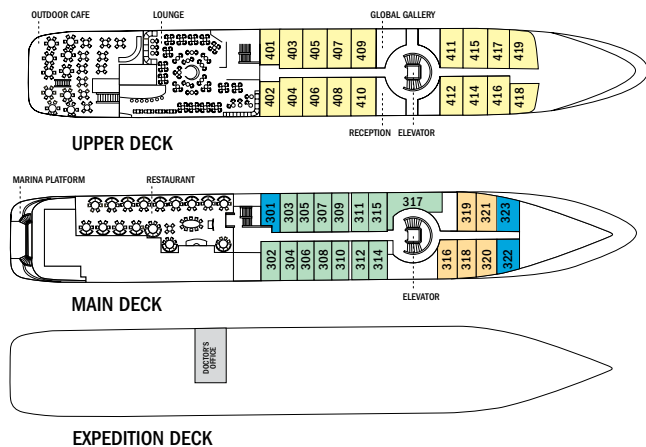 OUTDOOR CAFE
LOUNGE
GLOBAL GALLERY
401 403 405 407 409 411 415 417 419
402 404 406 408 410 412 414 416 418
UPPER DECK
RECEPTION
ELEVATOR
MARINA PLATFORM
RESTAURANT
301 303 305 307 309 311 315 317 319 321 323
302 304 306 308 310 312 314 316 318 320 322
MAIN DECK
ELEVATOR
DOCTOR'S
OFFICE
EXPEDITION DECK